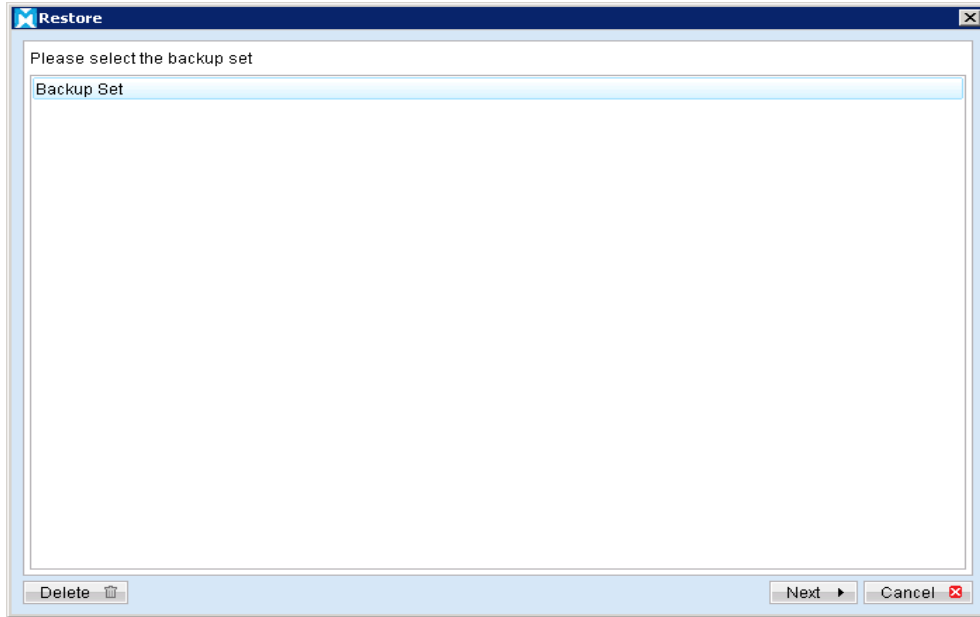 Restore
Please select the backup set
Backup Set
Delete
Next
Cancel